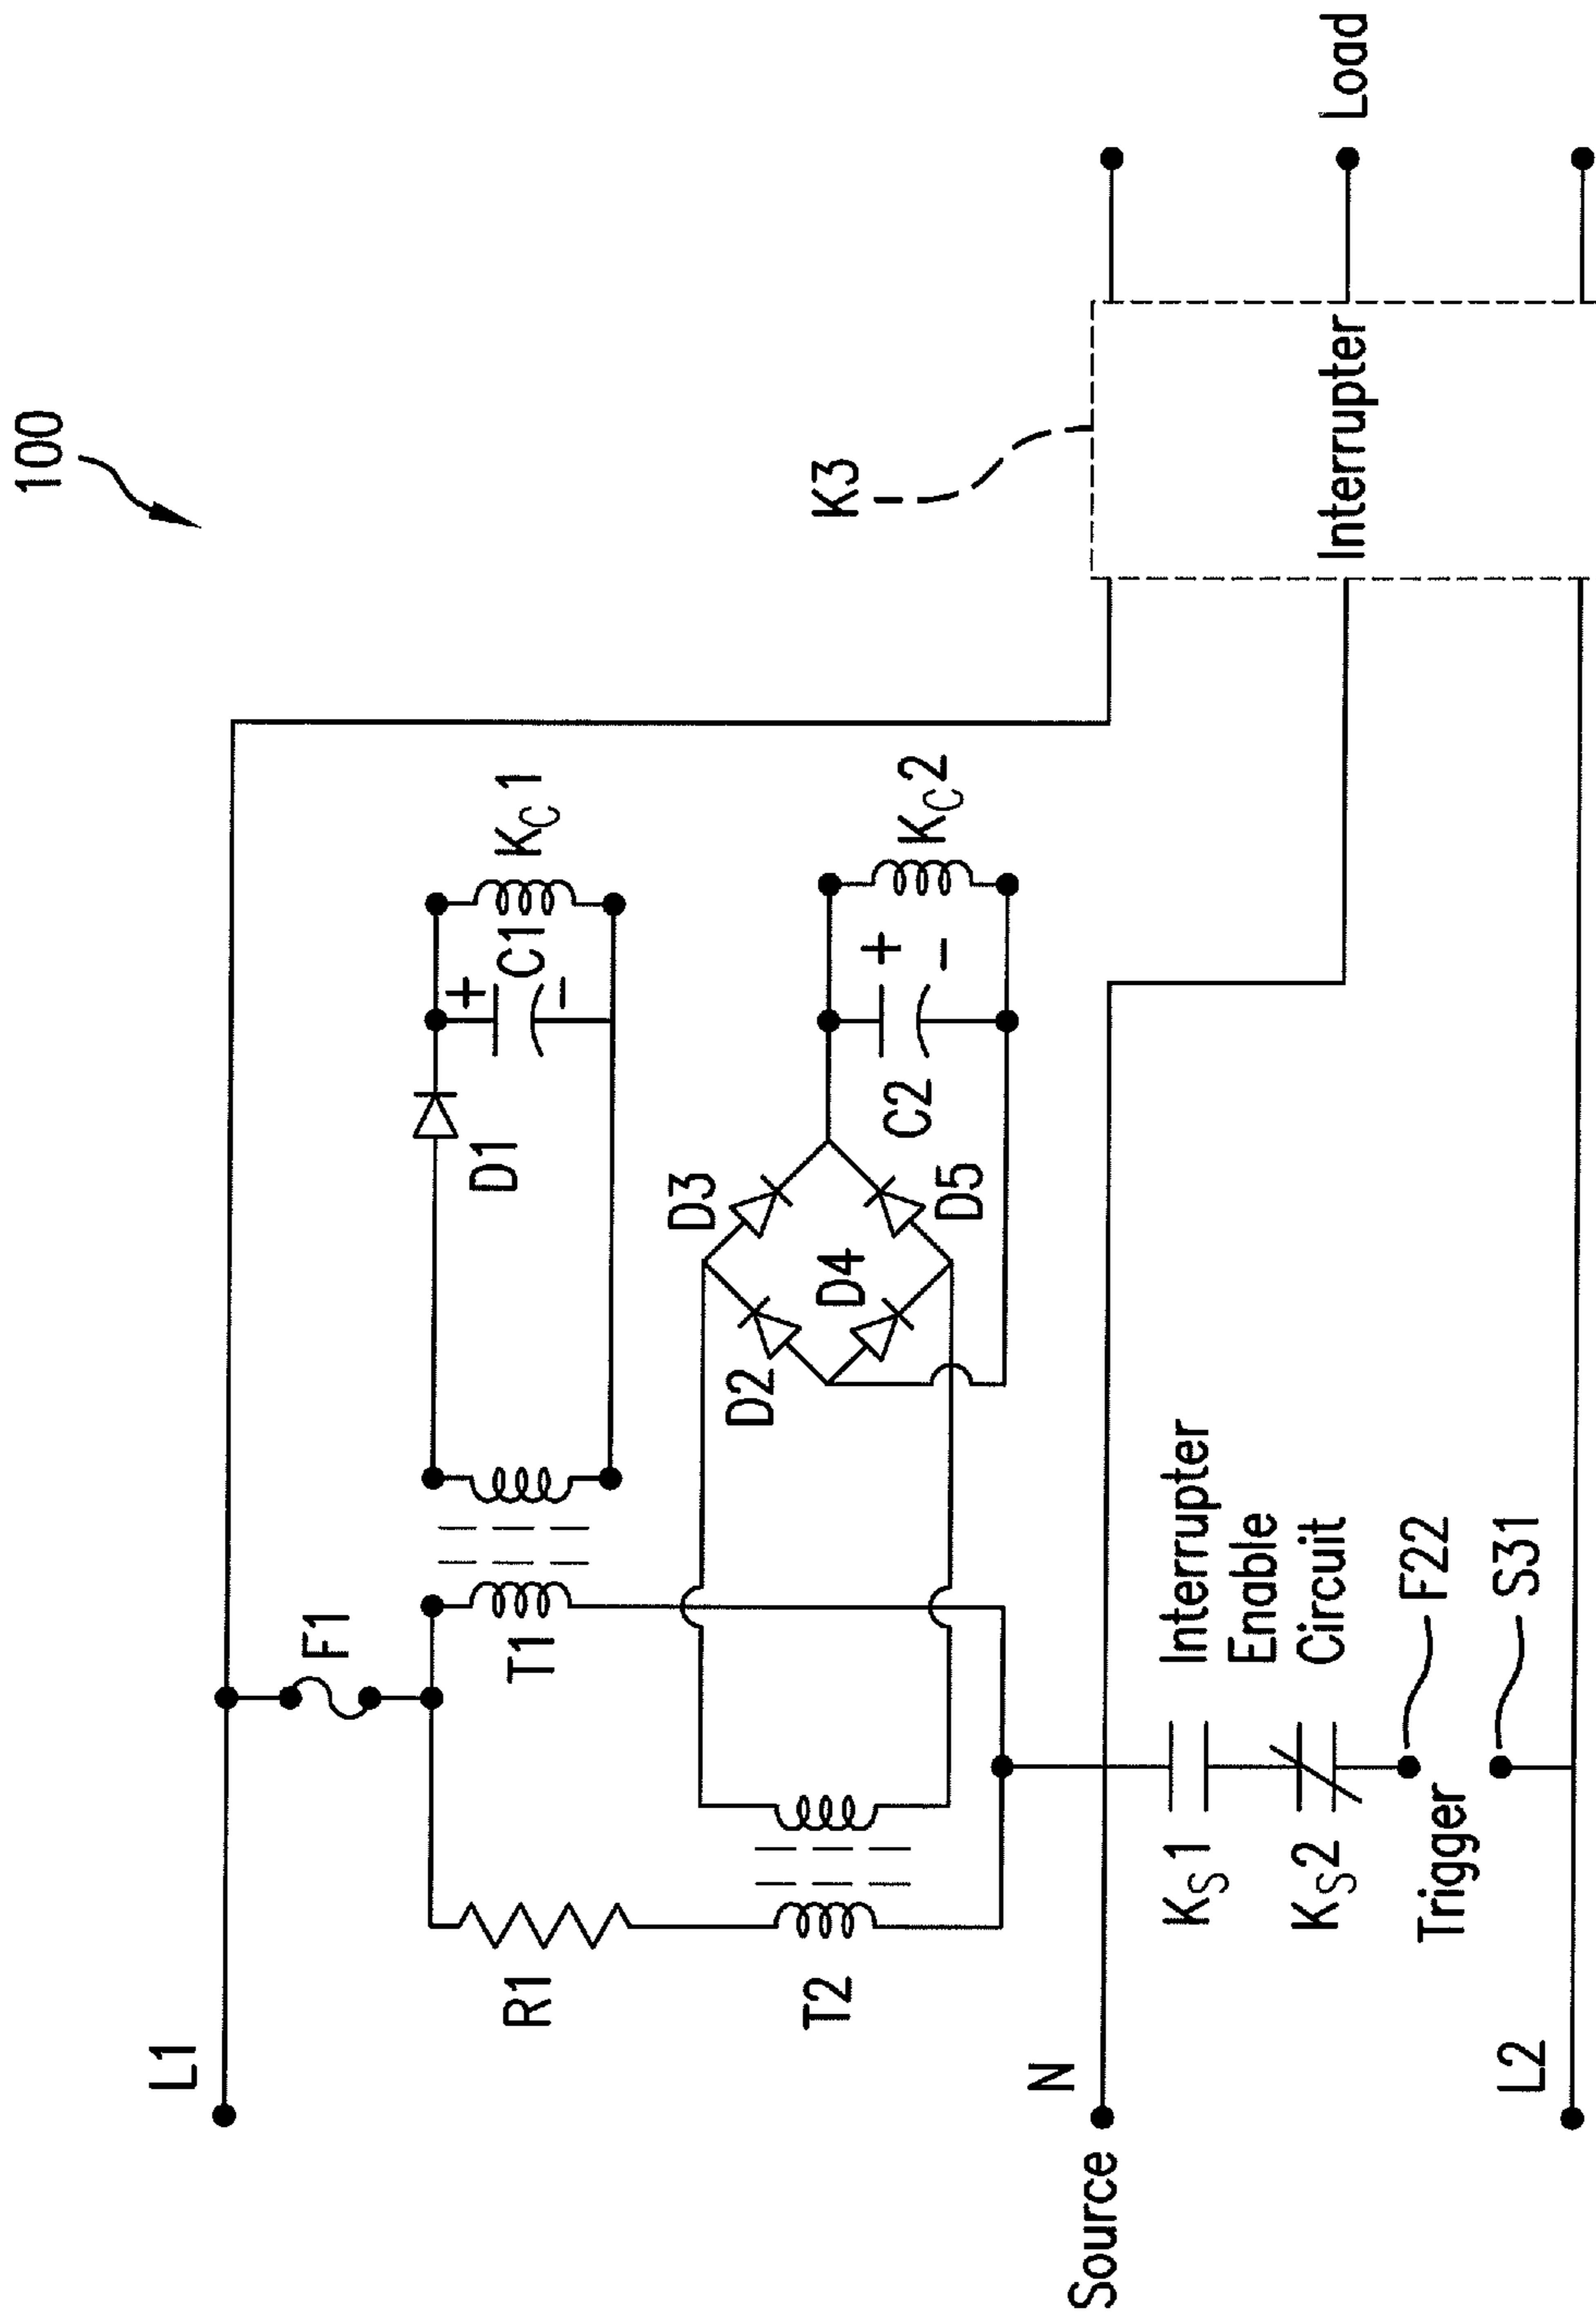 100
L1
F1
R1
T1
D1
C1
+
-
KC1
T2
D2
D3
D4
D5
C2
+
-
KC2
K3
Source
N
KS1
KS2
Interrupter
Enable
Circuit
Trigger
F22
S31
L2
Interrupter
Load